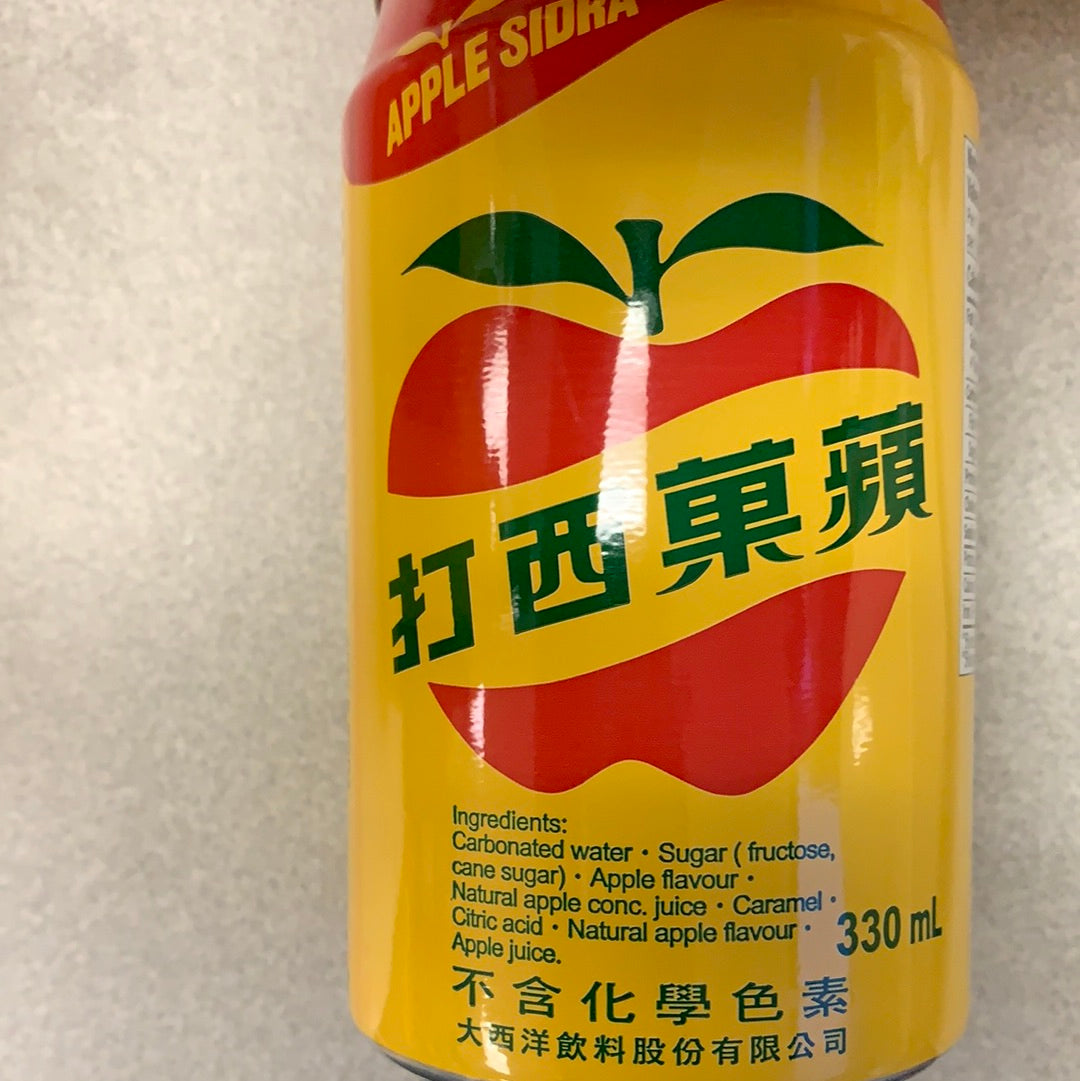 APPLE SIDRA
打西菓蘋
Ingredients:
Carbonated water・Sugar ( fructose,
cane sugar)・Apple flavour・
Natural apple conc. juice・Caramel・
Citric acid・Natural apple flavour・
Apple juice.
330 mL
不含化學色素
大西洋飲料股份有限公司